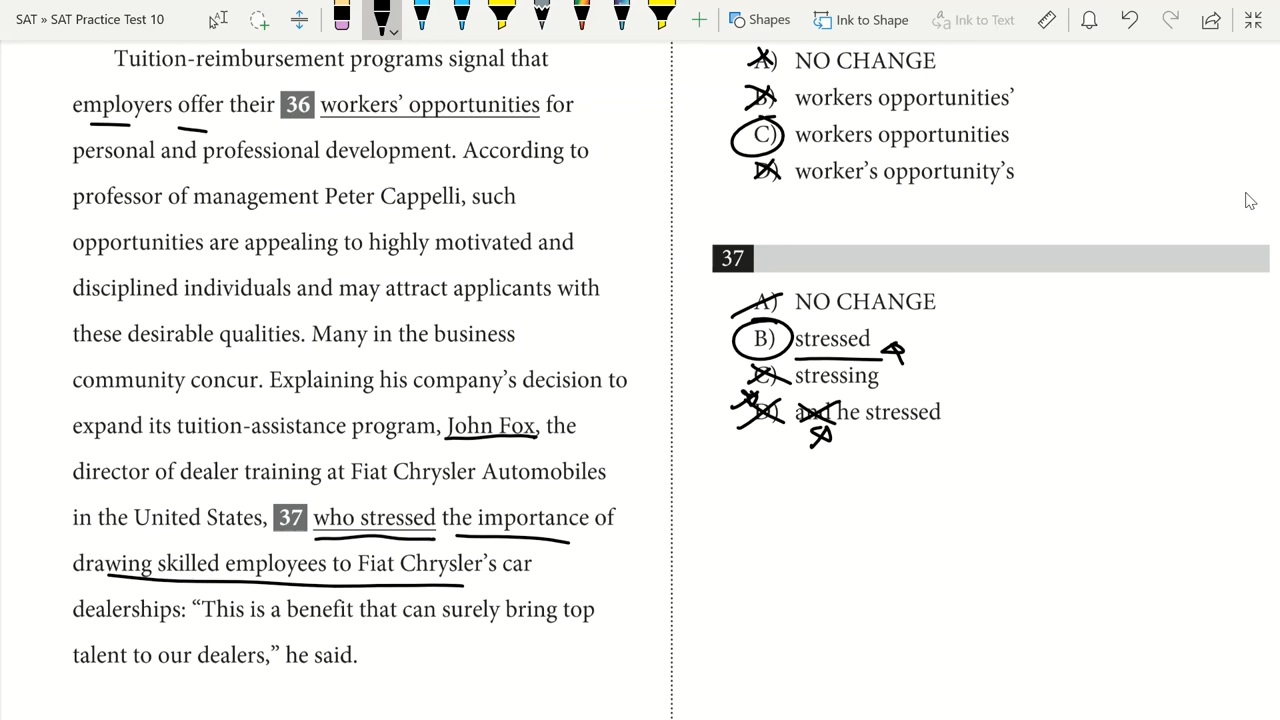 SAT » SAT Practice Test 10
Shapes
Ink to Shape
Ink to Text
Tuition-reimbursement programs signal that
employers offer their 36 workers’ opportunities for
personal and professional development. According to
professor of management Peter Cappelli, such
opportunities are appealing to highly motivated and
disciplined individuals and may attract applicants with
these desirable qualities. Many in the business
community concur. Explaining his company’s decision to
expand its tuition-assistance program, John Fox, the
director of dealer training at Fiat Chrysler Automobiles
in the United States, 37 who stressed the importance of
drawing skilled employees to Fiat Chrysler’s car
dealerships: “This is a benefit that can surely bring top
talent to our dealers,” he said.
A) NO CHANGE
B) workers opportunities’
C) workers opportunities
D) worker’s opportunity’s
37
A) NO CHANGE
B) stressed
C) stressing
D) and he stressed